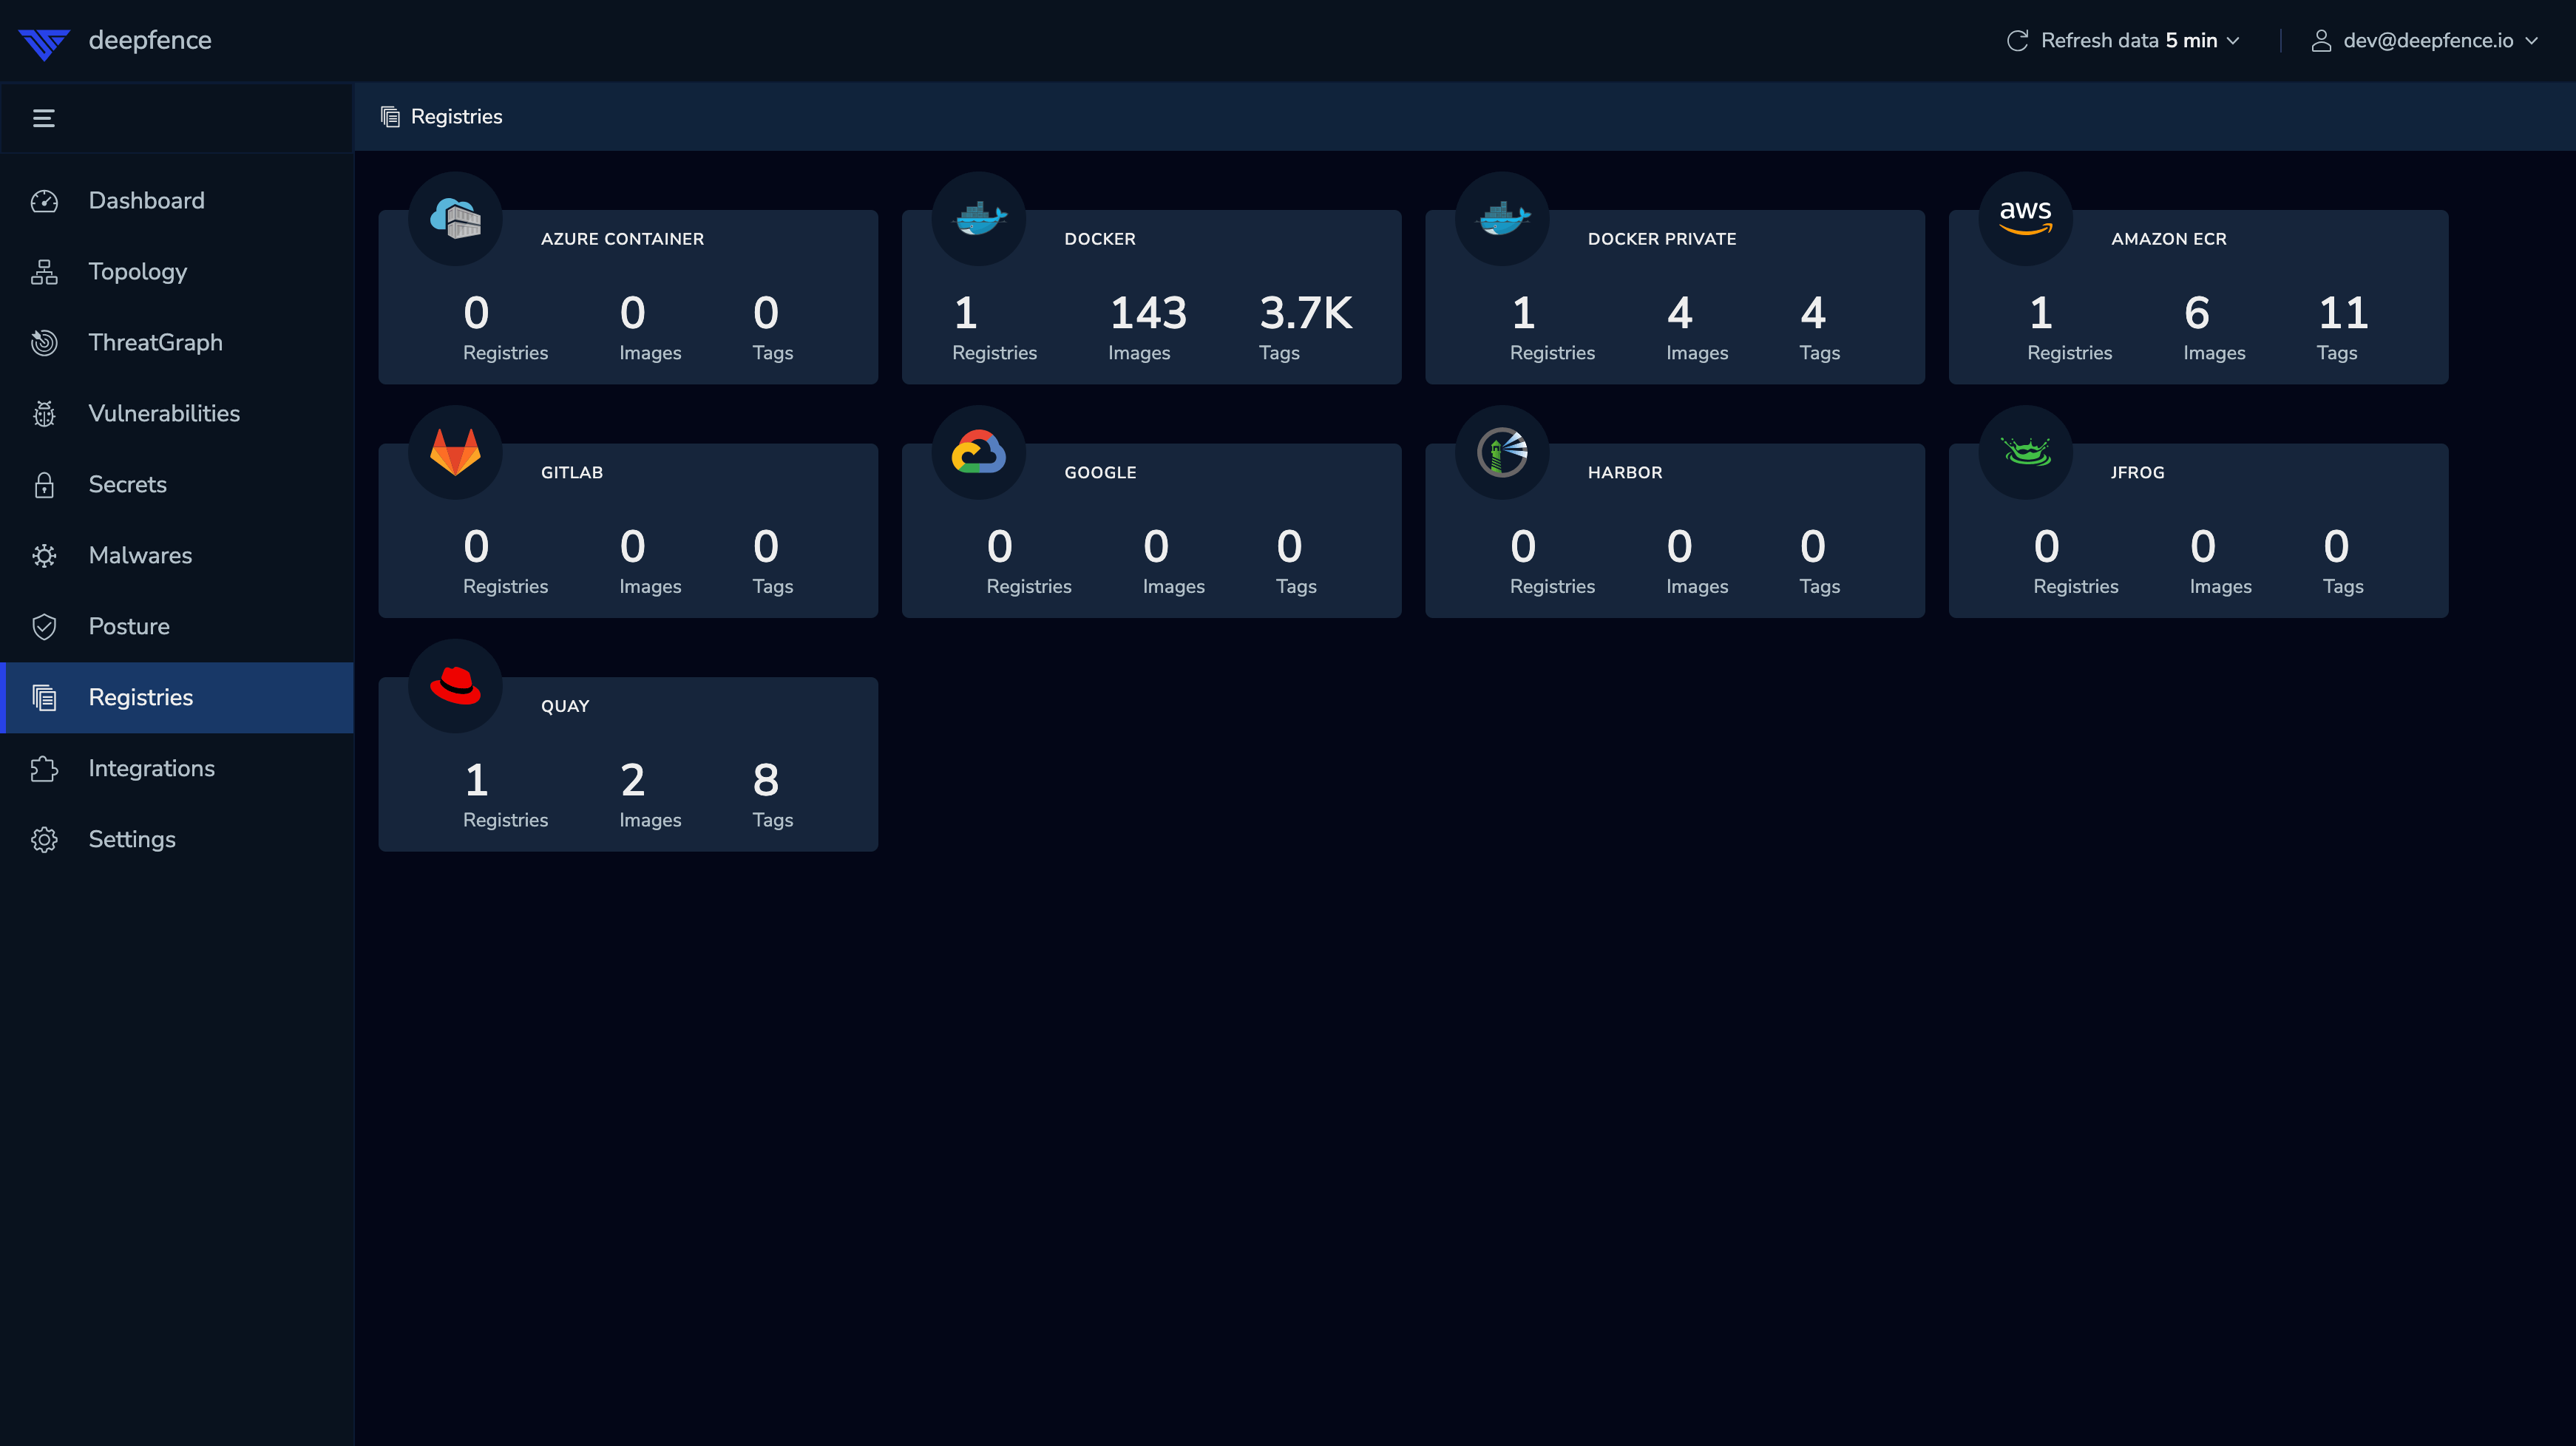 deepfence
Refresh data 5 min
dev@deepfence.io
Registries
Dashboard
Topology
ThreatGraph
Vulnerabilities
Secrets
Malwares
Posture
Registries
Integrations
Settings
AZURE CONTAINER
0 0 0
Registries Images Tags
DOCKER
1 143 3.7K
Registries Images Tags
DOCKER PRIVATE
1 4 4
Registries Images Tags
aws
AMAZON ECR
1 6 11
Registries Images Tags
GITLAB
0 0 0
Registries Images Tags
GOOGLE
0 0 0
Registries Images Tags
HARBOR
0 0 0
Registries Images Tags
JFROG
0 0 0
Registries Images Tags
QUAY
1 2 8
Registries Images Tags